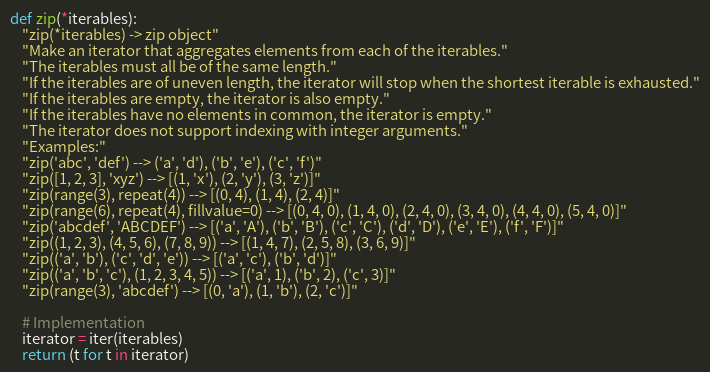 def zip(*iterables):
"zip(*iterables) -> zip object"
"Make an iterator that aggregates elements from each of the iterables."
"The iterables must all be of the same length."
"If the iterables are of uneven length, the iterator will stop when the shortest iterable is exhausted."
"If the iterables are empty, the iterator is also empty."
"If the iterables have no elements in common, the iterator is empty."
"The iterator does not support indexing with integer arguments."
"Examples:"
"zip('abc', 'def') --> ('a', 'd'), ('b', 'e'), ('c', 'f')"
"zip([1, 2, 3], 'xyz') --> [(1, 'x'), (2, 'y'), (3, 'z')]"
"zip(range(3), repeat(4)) --> [(0, 4), (1, 4), (2, 4)]"
"zip(range(6), repeat(4), fillvalue=0) --> [(0, 4, 0), (1, 4, 0), (2, 4, 0), (3, 4, 0), (4, 4, 0), (5, 4, 0)]"
"zip('abcdef', 'ABCDEF') --> [('a', 'A'), ('b', 'B'), ('c', 'C'), ('d', 'D'), ('e', 'E'), ('f', 'F')]"
"zip((1, 2, 3), (4, 5, 6), (7, 8, 9)) --> [(1, 4, 7), (2, 5, 8), (3, 6, 9)]"
"zip(('a', 'b'), ('c', 'd', 'e')) --> [('a', 'c'), ('b', 'd')]"
"zip(('a', 'b', 'c'), (1, 2, 3, 4, 5)) --> [('a', 1), ('b', 2), ('c', 3)]"
"zip(range(3), 'abcdef') --> [(0, 'a'), (1, 'b'), (2, 'c')]"
# Implementation
iterator = iter(iterables)
return (t for t in iterator)